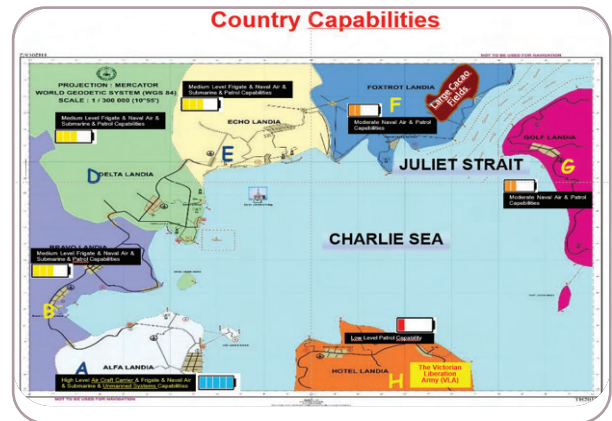 Country Capabilities
NOT TO BE USED FOR NAVIGATION
PROJECTION : MERCATOR
WORLD GEODETIC SYSTEM (WGS 84)
SCALE : 1 / 300 000 (10°55')
Medium Level Frigate & Naval Air &
Submarine & Patrol Capabilities
FOXTROT LANDIA
Large Cacao
Fields
F
Moderate Naval Air & Patrol
Capabilities
Medium Level Frigate & Naval Air &
Submarine & Patrol Capabilities
ECHO LANDIA
E
GOLF LANDIA
G
JULIET STRAIT
D
DELTA LANDIA
Moderate Naval Air & Patrol
Capabilities
CHARLIE SEA
BRAVO LANDIA
Medium Level Frigate & Naval Air &
Submarine & Patrol Capabilities
B
Low Level Patrol Capability
A
ALFA LANDIA
HOTEL LANDIA
H
The Victorian
Liberation
Army (VLA)
High Level Air Craft Carrier & Frigate & Naval Air
& Submarine & Unmanned Systems Capabilities
NOT TO BE USED FOR NAVIGATION